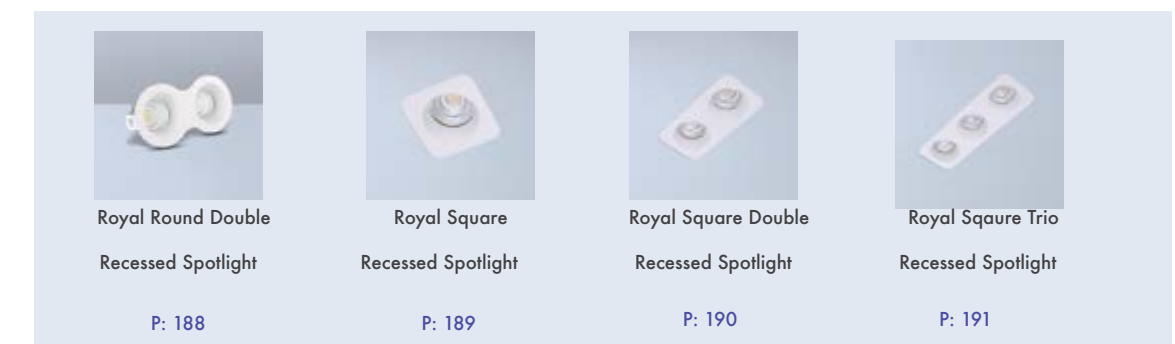 Royal Round Double
Recessed Spotlight
P: 188
Royal Square
Recessed Spotlight
P: 189
Royal Square Double
Recessed Spotlight
P: 190
Royal Sqaure Trio
Recessed Spotlight
P: 191